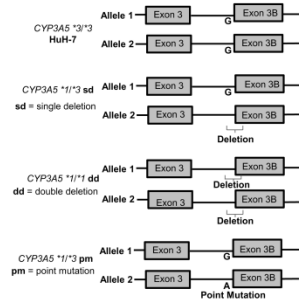 Allele 1 Exon 3 G Exon 3B
CYP3A5 *3/*3
HuH-7
Allele 2 Exon 3 G Exon 3B
Allele 1 Exon 3 G Exon 3B
CYP3A5 *1/*3 sd
sd = single deletion
Allele 2 Exon 3 Exon 3B
Deletion
Allele 1 Exon 3 Exon 3B
Deletion
CYP3A5 *1/*1 dd
dd = double deletion
Allele 2 Exon 3 Exon 3B
Deletion
Allele 1 Exon 3 G Exon 3B
CYP3A5 *1/*3 pm
pm = point mutation
Allele 2 Exon 3 A Exon 3B
Point Mutation